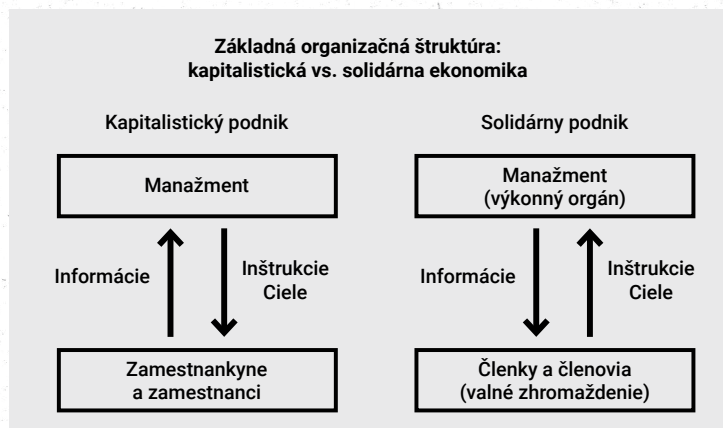 Základná organizačná štruktúra:
kapitalistická vs. solidárna ekonomika
Kapitalistický podnik
Manažment
Informácie
Inštrukcie
Ciele
Zamestnankyne
a zamestnanci
Solidárny podnik
Manažment
(výkonný orgán)
Informácie
Inštrukcie
Ciele
Členky a členovia
(valné zhromaždenie)